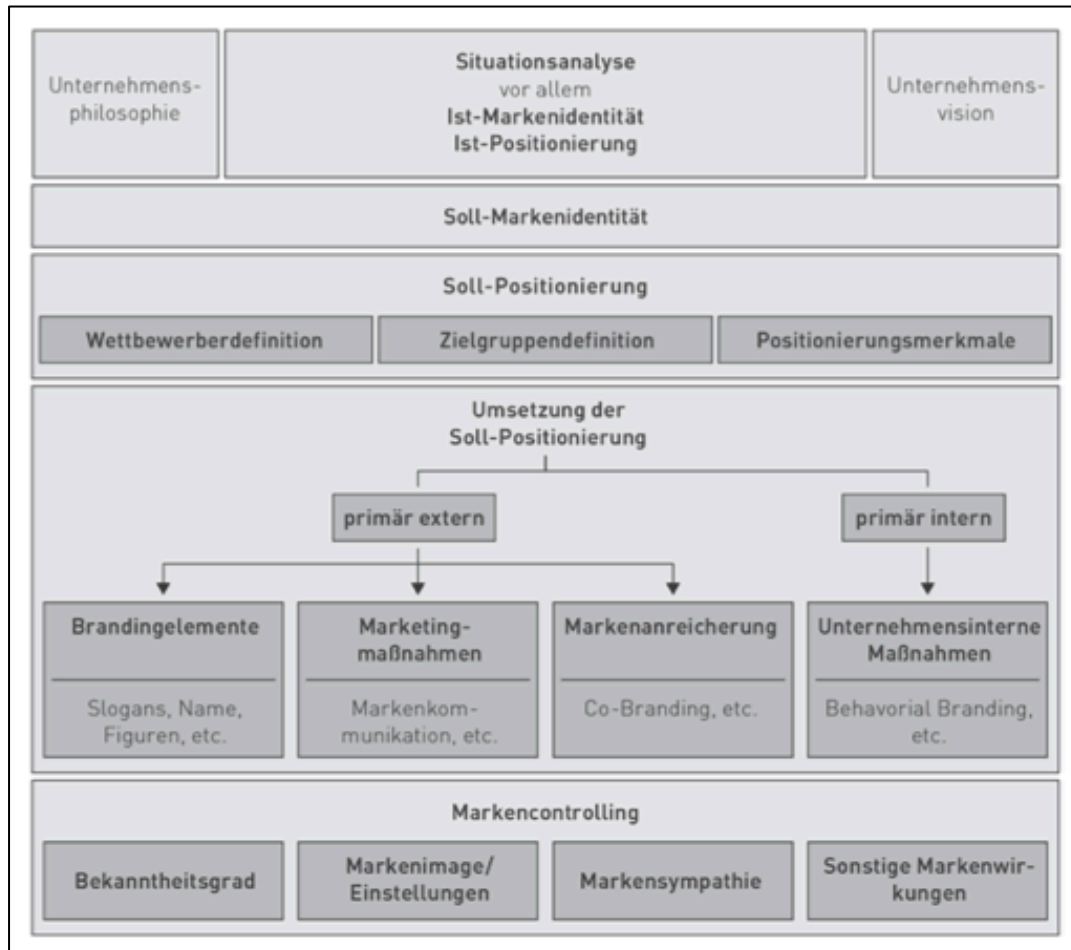 Unternehmens-
philosophie
Situationsanalyse
vor allem
Ist-Markenidentität
Ist-Positionierung
Unternehmens-
vision
Soll-Markenidentität
Soll-Positionierung
Wettbewerberdefinition
Zielgruppendefinition
Positionierungsmerkmale
Umsetzung der
Soll-Positionierung
primär extern
primär intern
Brandingelemente
Slogans, Name,
Figuren, etc.
Marketing-
maßnahmen
Markenkom-
munikation, etc.
Markenanreicherung
Co-Branding, etc.
Unternehmensinterne
Maßnahmen
Behavorial Branding,
etc.
Markencontrolling
Bekanntheitsgrad
Markenimage/
Einstellungen
Markensympathie
Sonstige Markenwir-
kungen